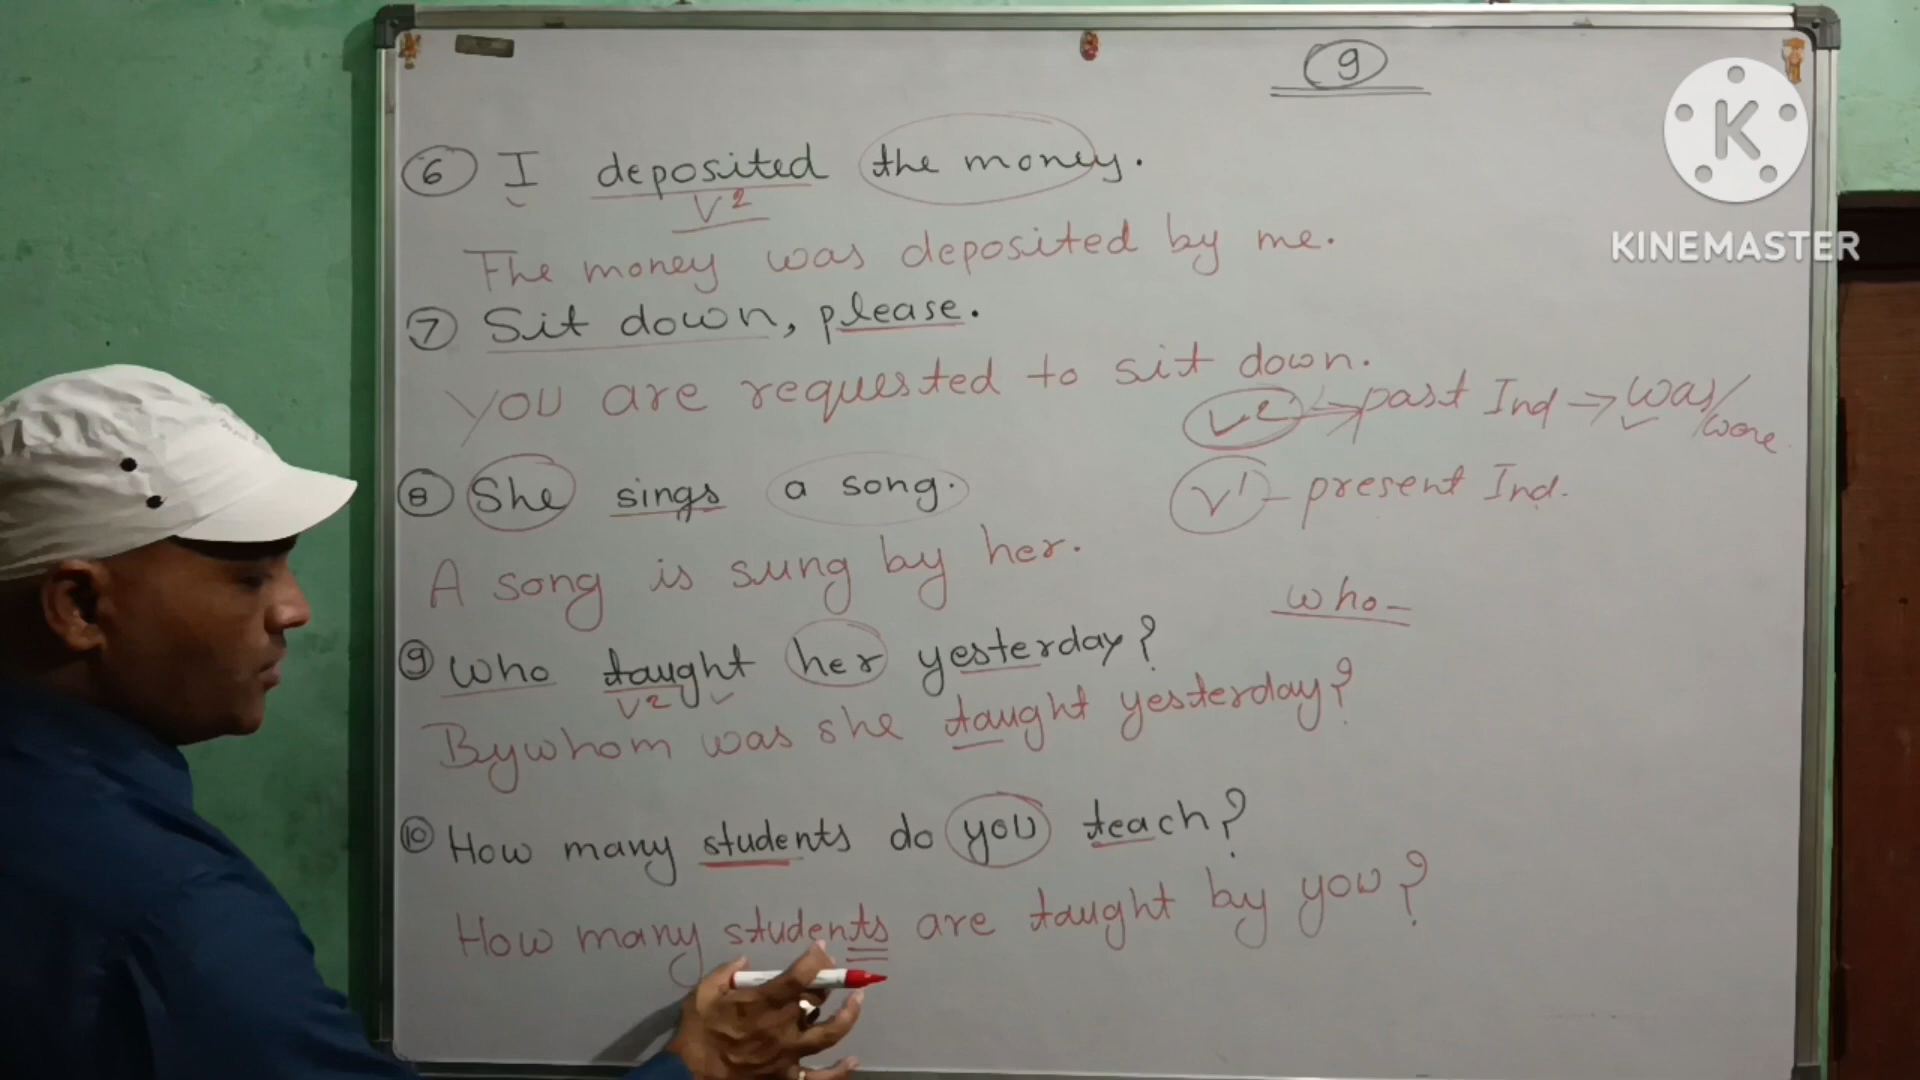 9
K
KINEMASTER
6 I deposited the money.
V2
The money was deposited by me.
7 Sit down, please.
You are requested to sit down.
V2 → past Ind → was/were
8 She sings a song.
V1 - present Ind.
A song is sung by her.
who-
9 Who taught her yesterday?
V2
Bywhom was she taught yesterday?
10 How many students do you teach?
How many students are taught by you?